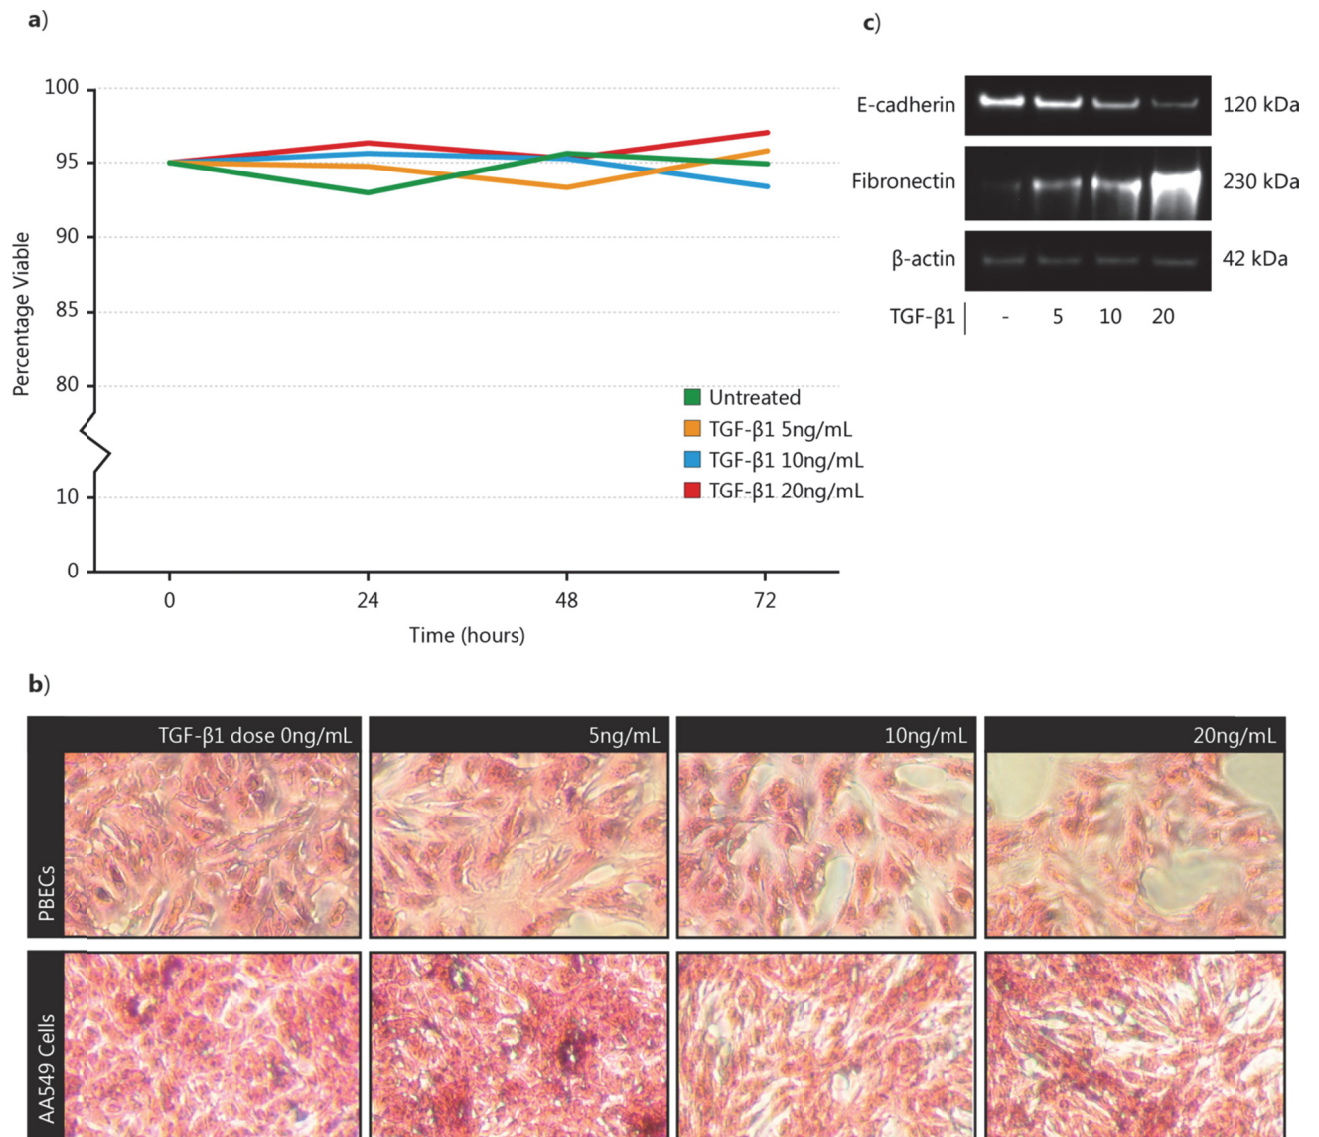 a)
100
95
90
85
80
10
0
Percentage Viable
0 24 48 72
Time (hours)
Untreated
TGF-β1 5ng/mL
TGF-β1 10ng/mL
TGF-β1 20ng/mL
c)
E-cadherin 120 kDa
Fibronectin 230 kDa
β-actin 42 kDa
TGF-β1 - 5 10 20
b)
TGF-β1 dose 0ng/mL 5ng/mL 10ng/mL 20ng/mL
PBECs
AA549 Cells